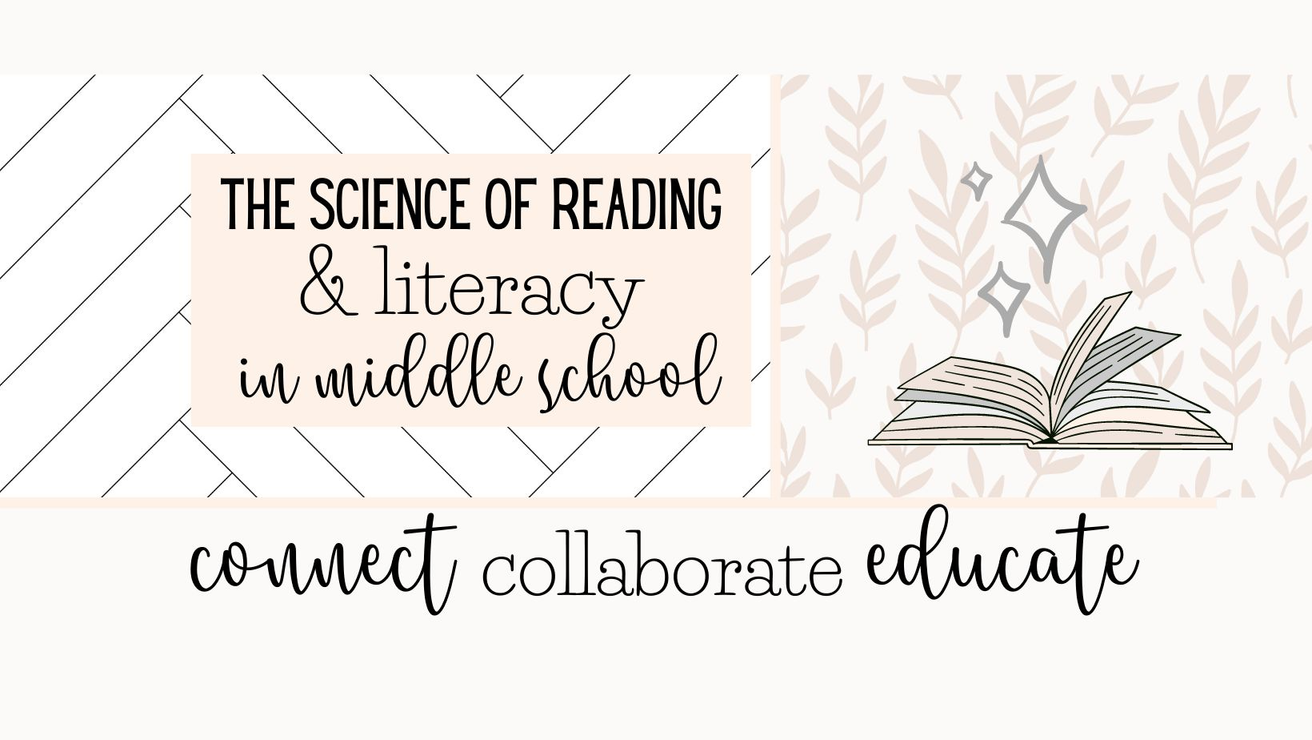 THE SCIENCE OF READING
& literacy
in middle school
connect collaborate educate